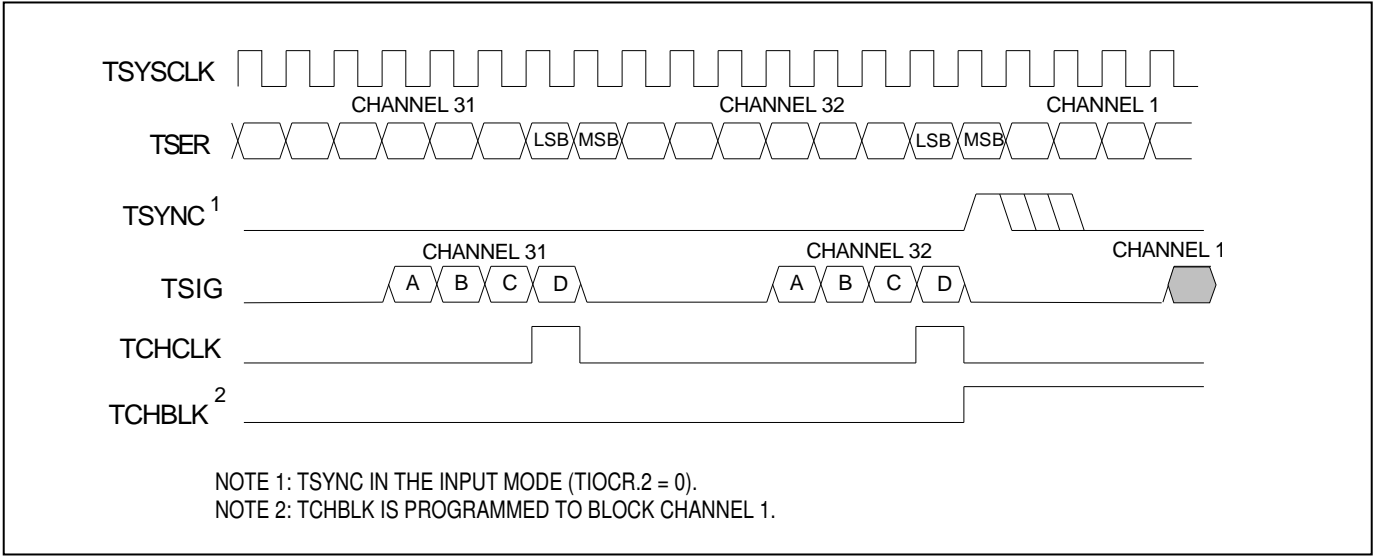 TSYSCLK
CHANNEL 31 CHANNEL 32 CHANNEL 1
TSER LSB MSB LSB MSB
TSYNC 1
CHANNEL 31 CHANNEL 32 CHANNEL 1
TSIG A B C D A B C D
TCHCLK
TCHBLK 2
NOTE 1: TSYNC IN THE INPUT MODE (TIOCR.2 = 0).
NOTE 2: TCHBLK IS PROGRAMMED TO BLOCK CHANNEL 1.